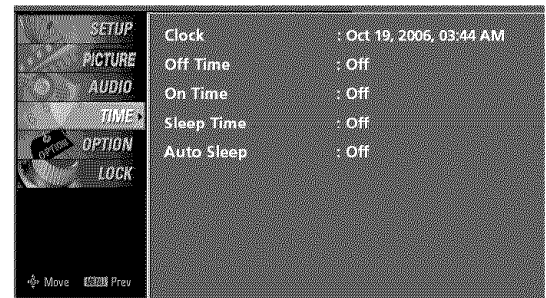 SETUP
PICTURE
AUDIO
TIME
OPTION
LOCK
OPTION
Clock : Oct 19, 2006, 03:44 AM
Off Time : Off
On Time : Off
Sleep Time : Off
Auto Sleep : Off
Move MENU Prev